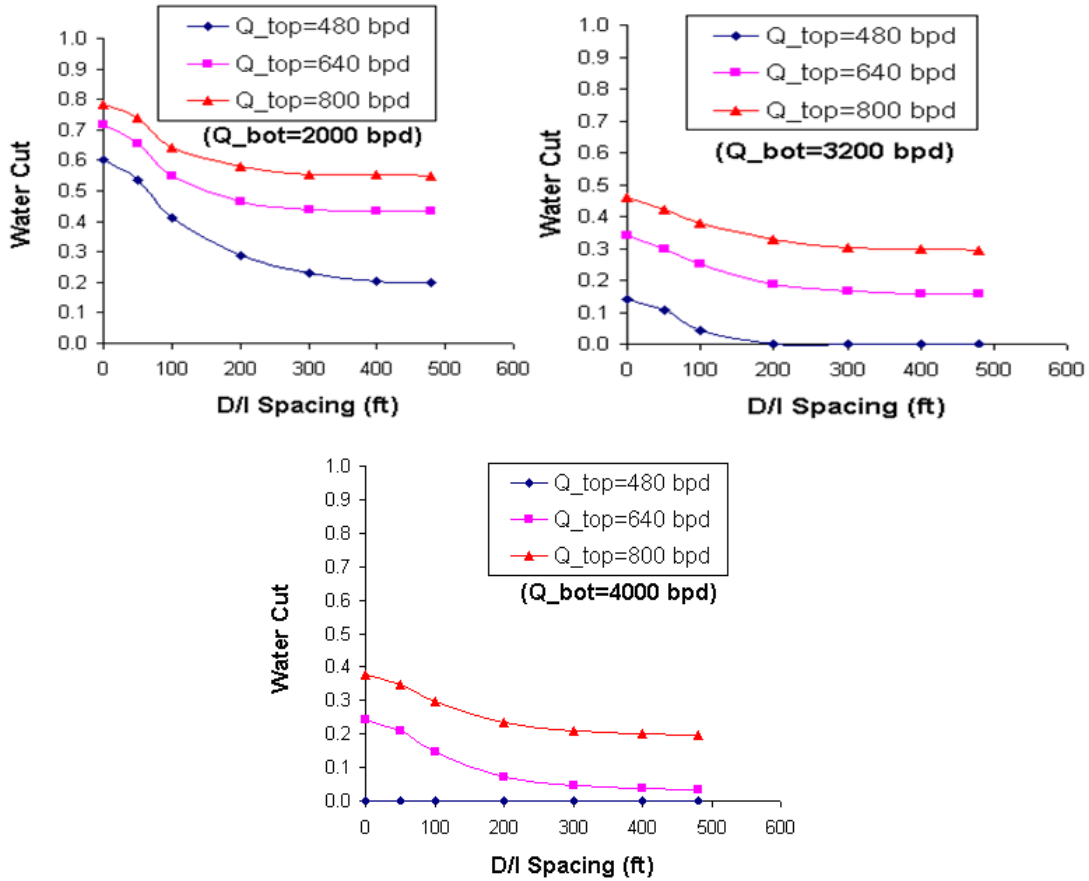 Q_top=480 bpd
Q_top=640 bpd
Q_top=800 bpd
(Q_bot=2000 bpd)
Water Cut
1.0
0.9
0.8
0.7
0.6
0.5
0.4
0.3
0.2
0.1
0.0
0 100 200 300 400 500 600
D/I Spacing (ft)
Q_top=480 bpd
Q_top=640 bpd
Q_top=800 bpd
(Q_bot=3200 bpd)
Water Cut
1.0
0.9
0.8
0.7
0.6
0.5
0.4
0.3
0.2
0.1
0.0
0 100 200 300 400 500 600
D/I Spacing (ft)
Q_top=480 bpd
Q_top=640 bpd
Q_top=800 bpd
(Q_bot=4000 bpd)
Water Cut
1.0
0.9
0.8
0.7
0.6
0.5
0.4
0.3
0.2
0.1
0.0
0 100 200 300 400 500 600
D/I Spacing (ft)